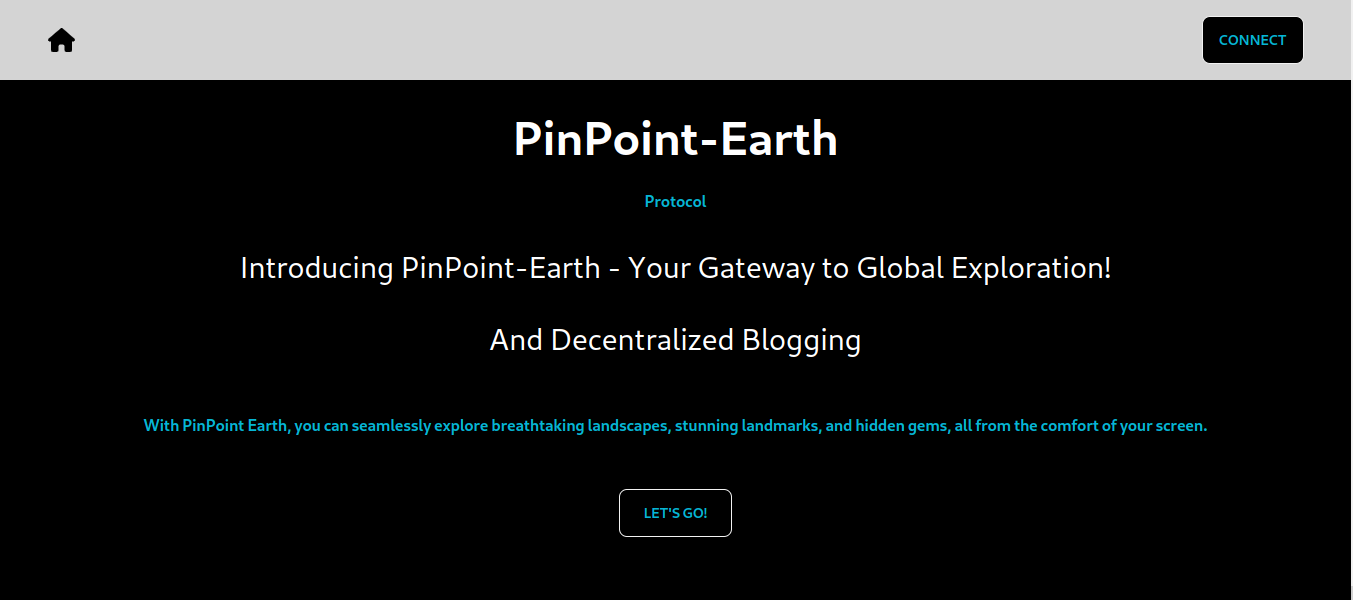 CONNECT
PinPoint-Earth
Protocol
Introducing PinPoint-Earth - Your Gateway to Global Exploration!
And Decentralized Blogging
With PinPoint Earth, you can seamlessly explore breathtaking landscapes, stunning landmarks, and hidden gems, all from the comfort of your screen.
LET'S GO!